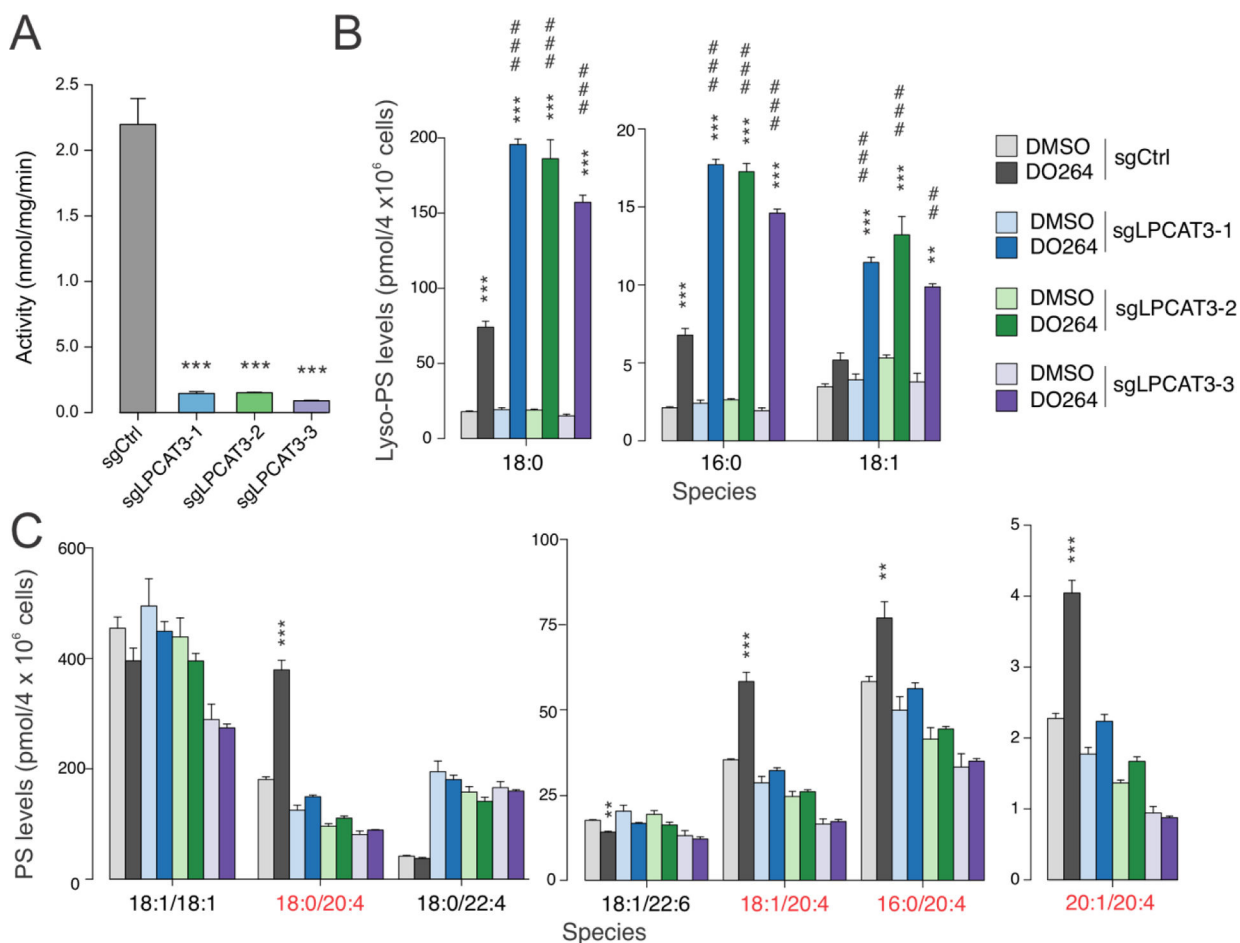 A
Activity (nmol/mg/min)
2.5
2.0
1.5
1.0
5.0
0.0
***
***
***
sgCtrl
sgLPCAT3-1
sgLPCAT3-2
sgLPCAT3-3
B
Lyso-PS levels (pmol/4 x10⁶ cells)
200
150
100
50
0
***
***
###
***
###
***
###
18:0
20
15
10
5
0
***
***
###
***
###
***
###
***
###
***
###
**
##
16:0
18:1
Species
DMSO
DO264
sgCtrl
DMSO
DO264
sgLPCAT3-1
DMSO
DO264
sgLPCAT3-2
DMSO
DO264
sgLPCAT3-3
C
PS levels (pmol/4 x 10⁶ cells)
600
400
200
0
***
18:1/18:1
18:0/20:4
18:0/22:4
100
75
50
25
0
**
***
**
18:1/22:6
18:1/20:4
16:0/20:4
5
4
3
2
1
0
***
20:1/20:4
Species